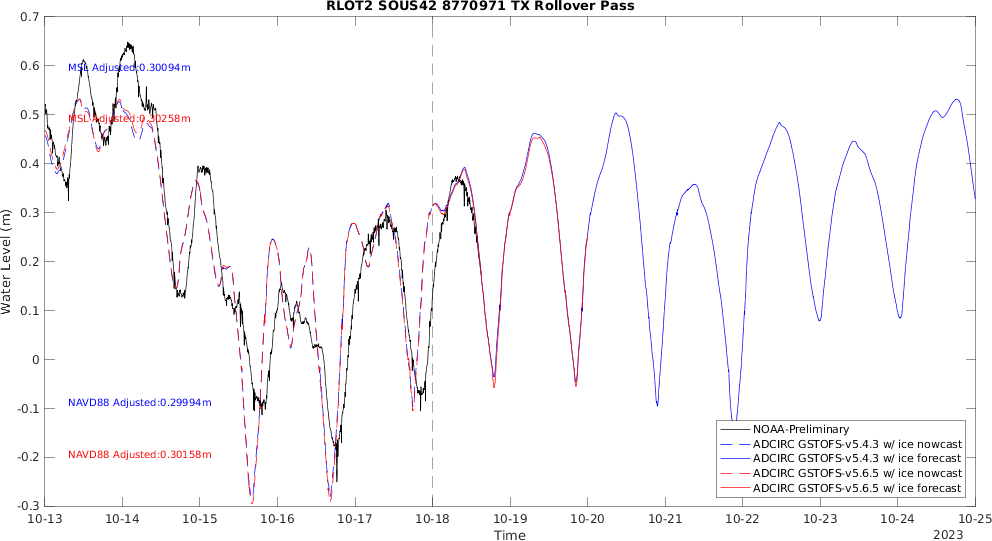 RLOT2 SOUS42 8770971 TX Rollover Pass
0.7
0.6
0.5
0.4
0.3
0.2
0.1
0
-0.1
-0.2
-0.3
Water Level (m)
MSL Adjusted:0.30094m
MSL Adjusted:0.30258m
NAVD88 Adjusted:0.29994m
NAVD88 Adjusted:0.30158m
NOAA-Preliminary
ADCIRC GSTOFS-v5.4.3 w/ ice nowcast
ADCIRC GSTOFS-v5.4.3 w/ ice forecast
ADCIRC GSTOFS-v5.6.5 w/ ice nowcast
ADCIRC GSTOFS-v5.6.5 w/ ice forecast
10-13 10-14 10-15 10-16 10-17 10-18 10-19 10-20 10-21 10-22 10-23 10-24 10-25
Time
2023